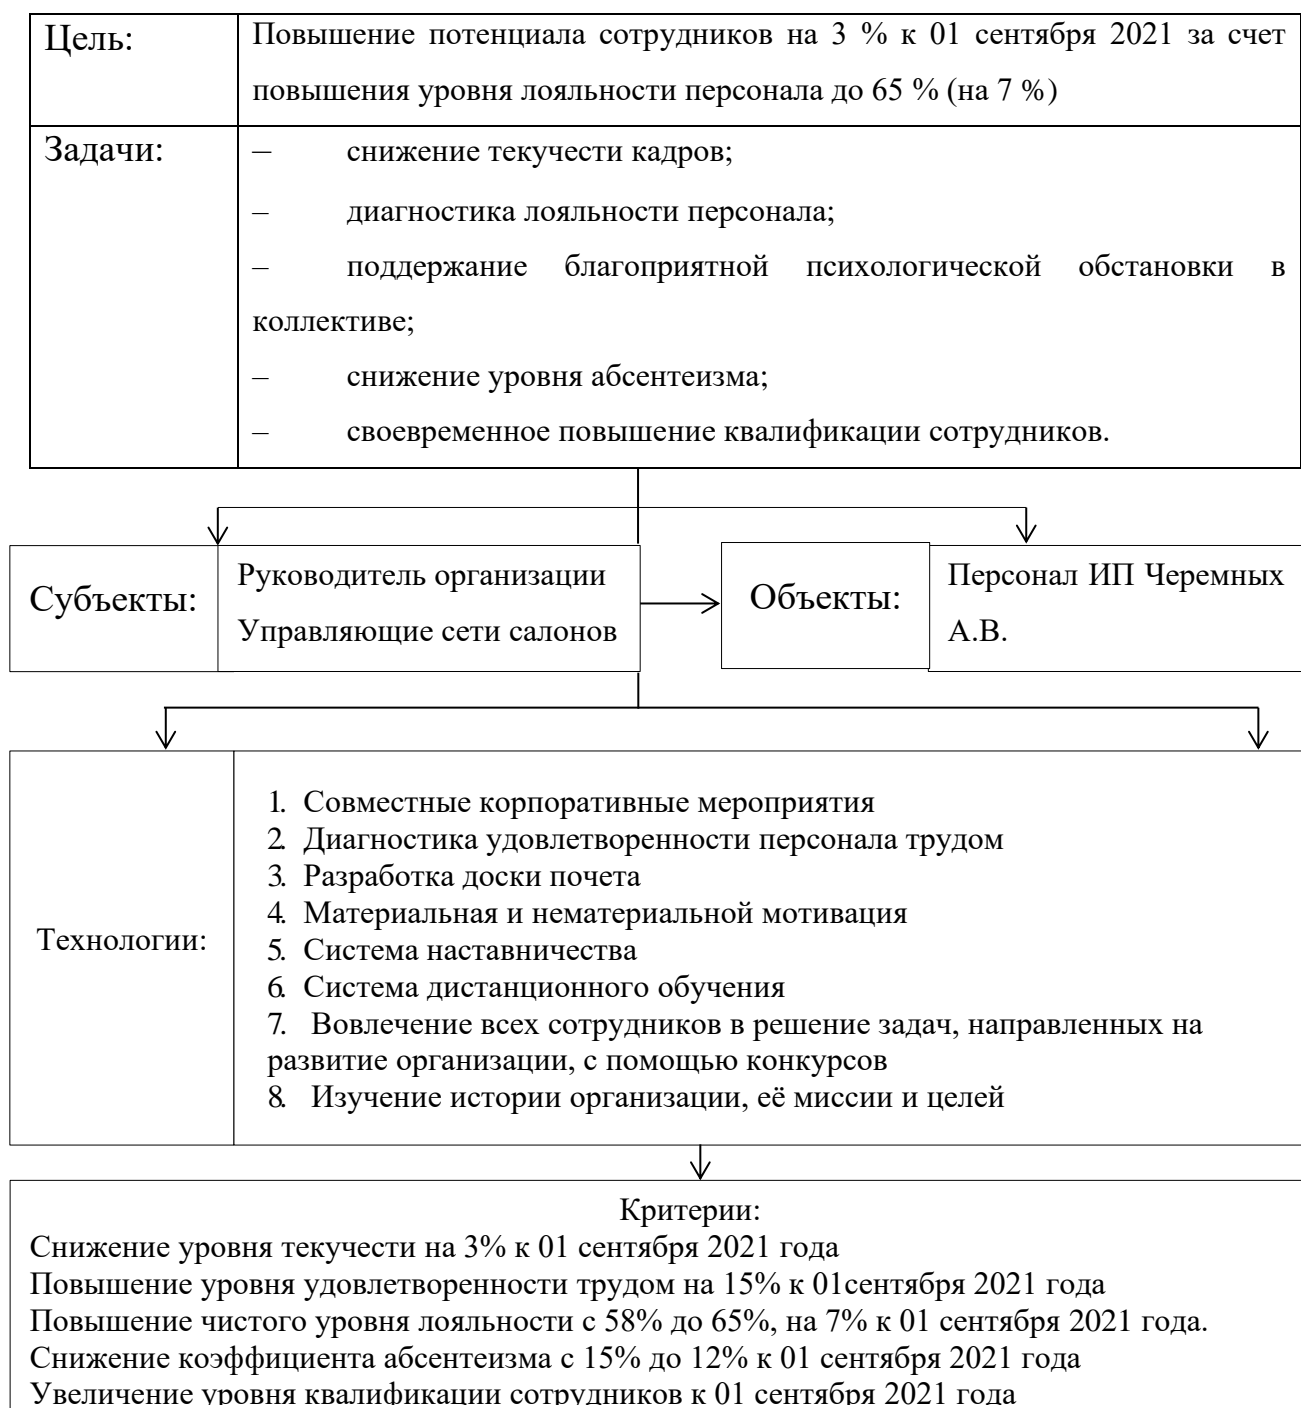 Цель:
Повышение потенциала сотрудников на 3 % к 01 сентября 2021 за счет
повышения уровня лояльности персонала до 65 % (на 7 %)
Задачи:
– снижение текучести кадров;
– диагностика лояльности персонала;
– поддержание благоприятной психологической обстановки в
коллективе;
– снижение уровня абсентеизма;
– своевременное повышение квалификации сотрудников.
Субъекты:
Руководитель организации
Управляющие сети салонов
Объекты:
Персонал ИП Черемных
А.В.
Технологии:
1. Совместные корпоративные мероприятия
2. Диагностика удовлетворенности персонала трудом
3. Разработка доски почета
4. Материальная и нематериальной мотивация
5. Система наставничества
6. Система дистанционного обучения
7. Вовлечение всех сотрудников в решение задач, направленных на
развитие организации, с помощью конкурсов
8. Изучение истории организации, её миссии и целей
Критерии:
Снижение уровня текучести на 3% к 01 сентября 2021 года
Повышение уровня удовлетворенности трудом на 15% к 01сентября 2021 года
Повышение чистого уровня лояльности с 58% до 65%, на 7% к 01 сентября 2021 года.
Снижение коэффициента абсентеизма с 15% до 12% к 01 сентября 2021 года
Увеличение уровня квалификации сотрудников к 01 сентября 2021 года